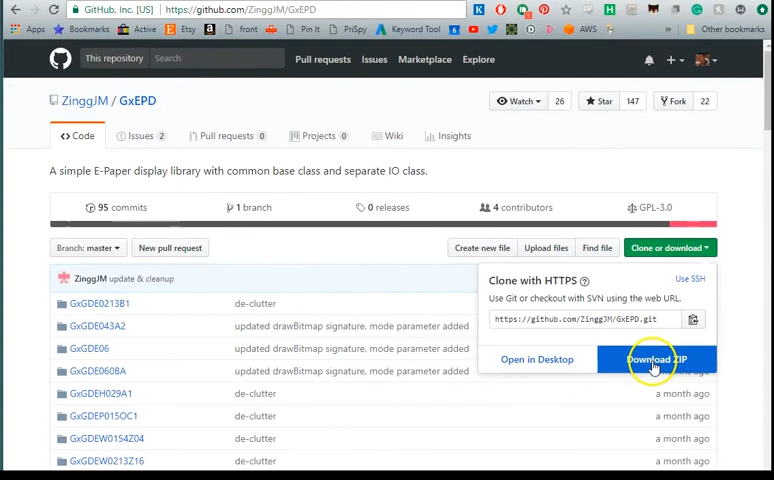 GitHub, Inc. [US] https://github.com/ZinggJM/GxEPD
Apps Bookmarks Active Etsy front Pin It PriSpy Keyword Tool AWS Other bookmarks
This repository Search Pull requests Issues Marketplace Explore
ZinggJM / GxEPD Watch 26 Star 147 Fork 22
Code Issues 2 Pull requests 0 Projects 0 Wiki Insights
A simple E-Paper display library with common base class and separate IO class.
95 commits 1 branch 0 releases 4 contributors GPL-3.0
Branch: master New pull request Create new file Upload files Find file Clone or download
ZinggJM update & cleanup
Clone with HTTPS Use SSH
Use Git or checkout with SVN using the web URL.
https://github.com/ZinggJM/GxEPD.git
Open in Desktop Download ZIP
GxGDE0213B1 de-clutter
GxGDE043A2 updated drawBitmap signature, mode parameter added
GxGDE06 updated drawBitmap signature, mode parameter added
GxGDE060BA updated drawBitmap signature, mode parameter added a months ago
GxGDEH029A1 de-clutter a month ago
GxGDEP015OC1 de-clutter a month ago
GxGDEW0154Z04 de-clutter a month ago
GxGDEW0213Z16 de-clutter a month ago